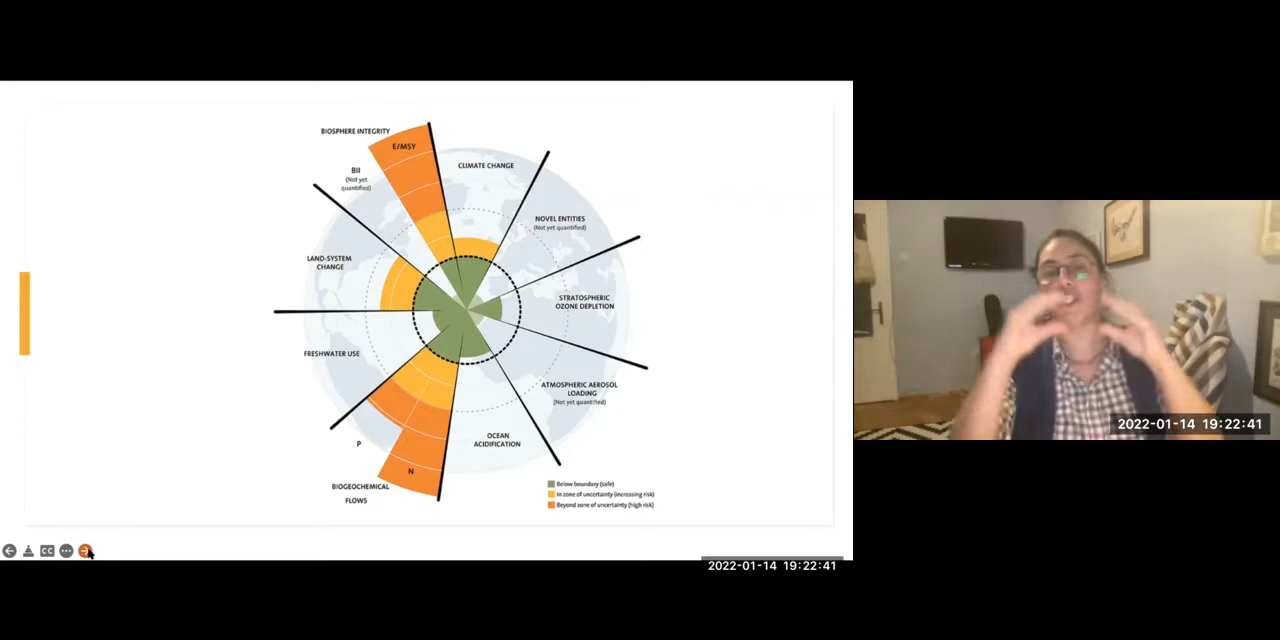 BIOSPHERE INTEGRITY
E/MSY
BII
(Not yet
quantified)
CLIMATE CHANGE
NOVEL ENTITIES
(Not yet quantified)
LAND-SYSTEM
CHANGE
STRATOSPHERIC
OZONE DEPLETION
FRESHWATER USE
ATMOSPHERIC AEROSOL
LOADING
(Not yet quantified)
OCEAN
ACIDIFICATION
P
N
BIOGEOCHEMICAL
FLOWS
Below boundary (safe)
In zone of uncertainty (increasing risk)
Beyond zone of uncertainty (high risk)
CC
2022-01-14 19:22:41
2022-01-14 19:22:41